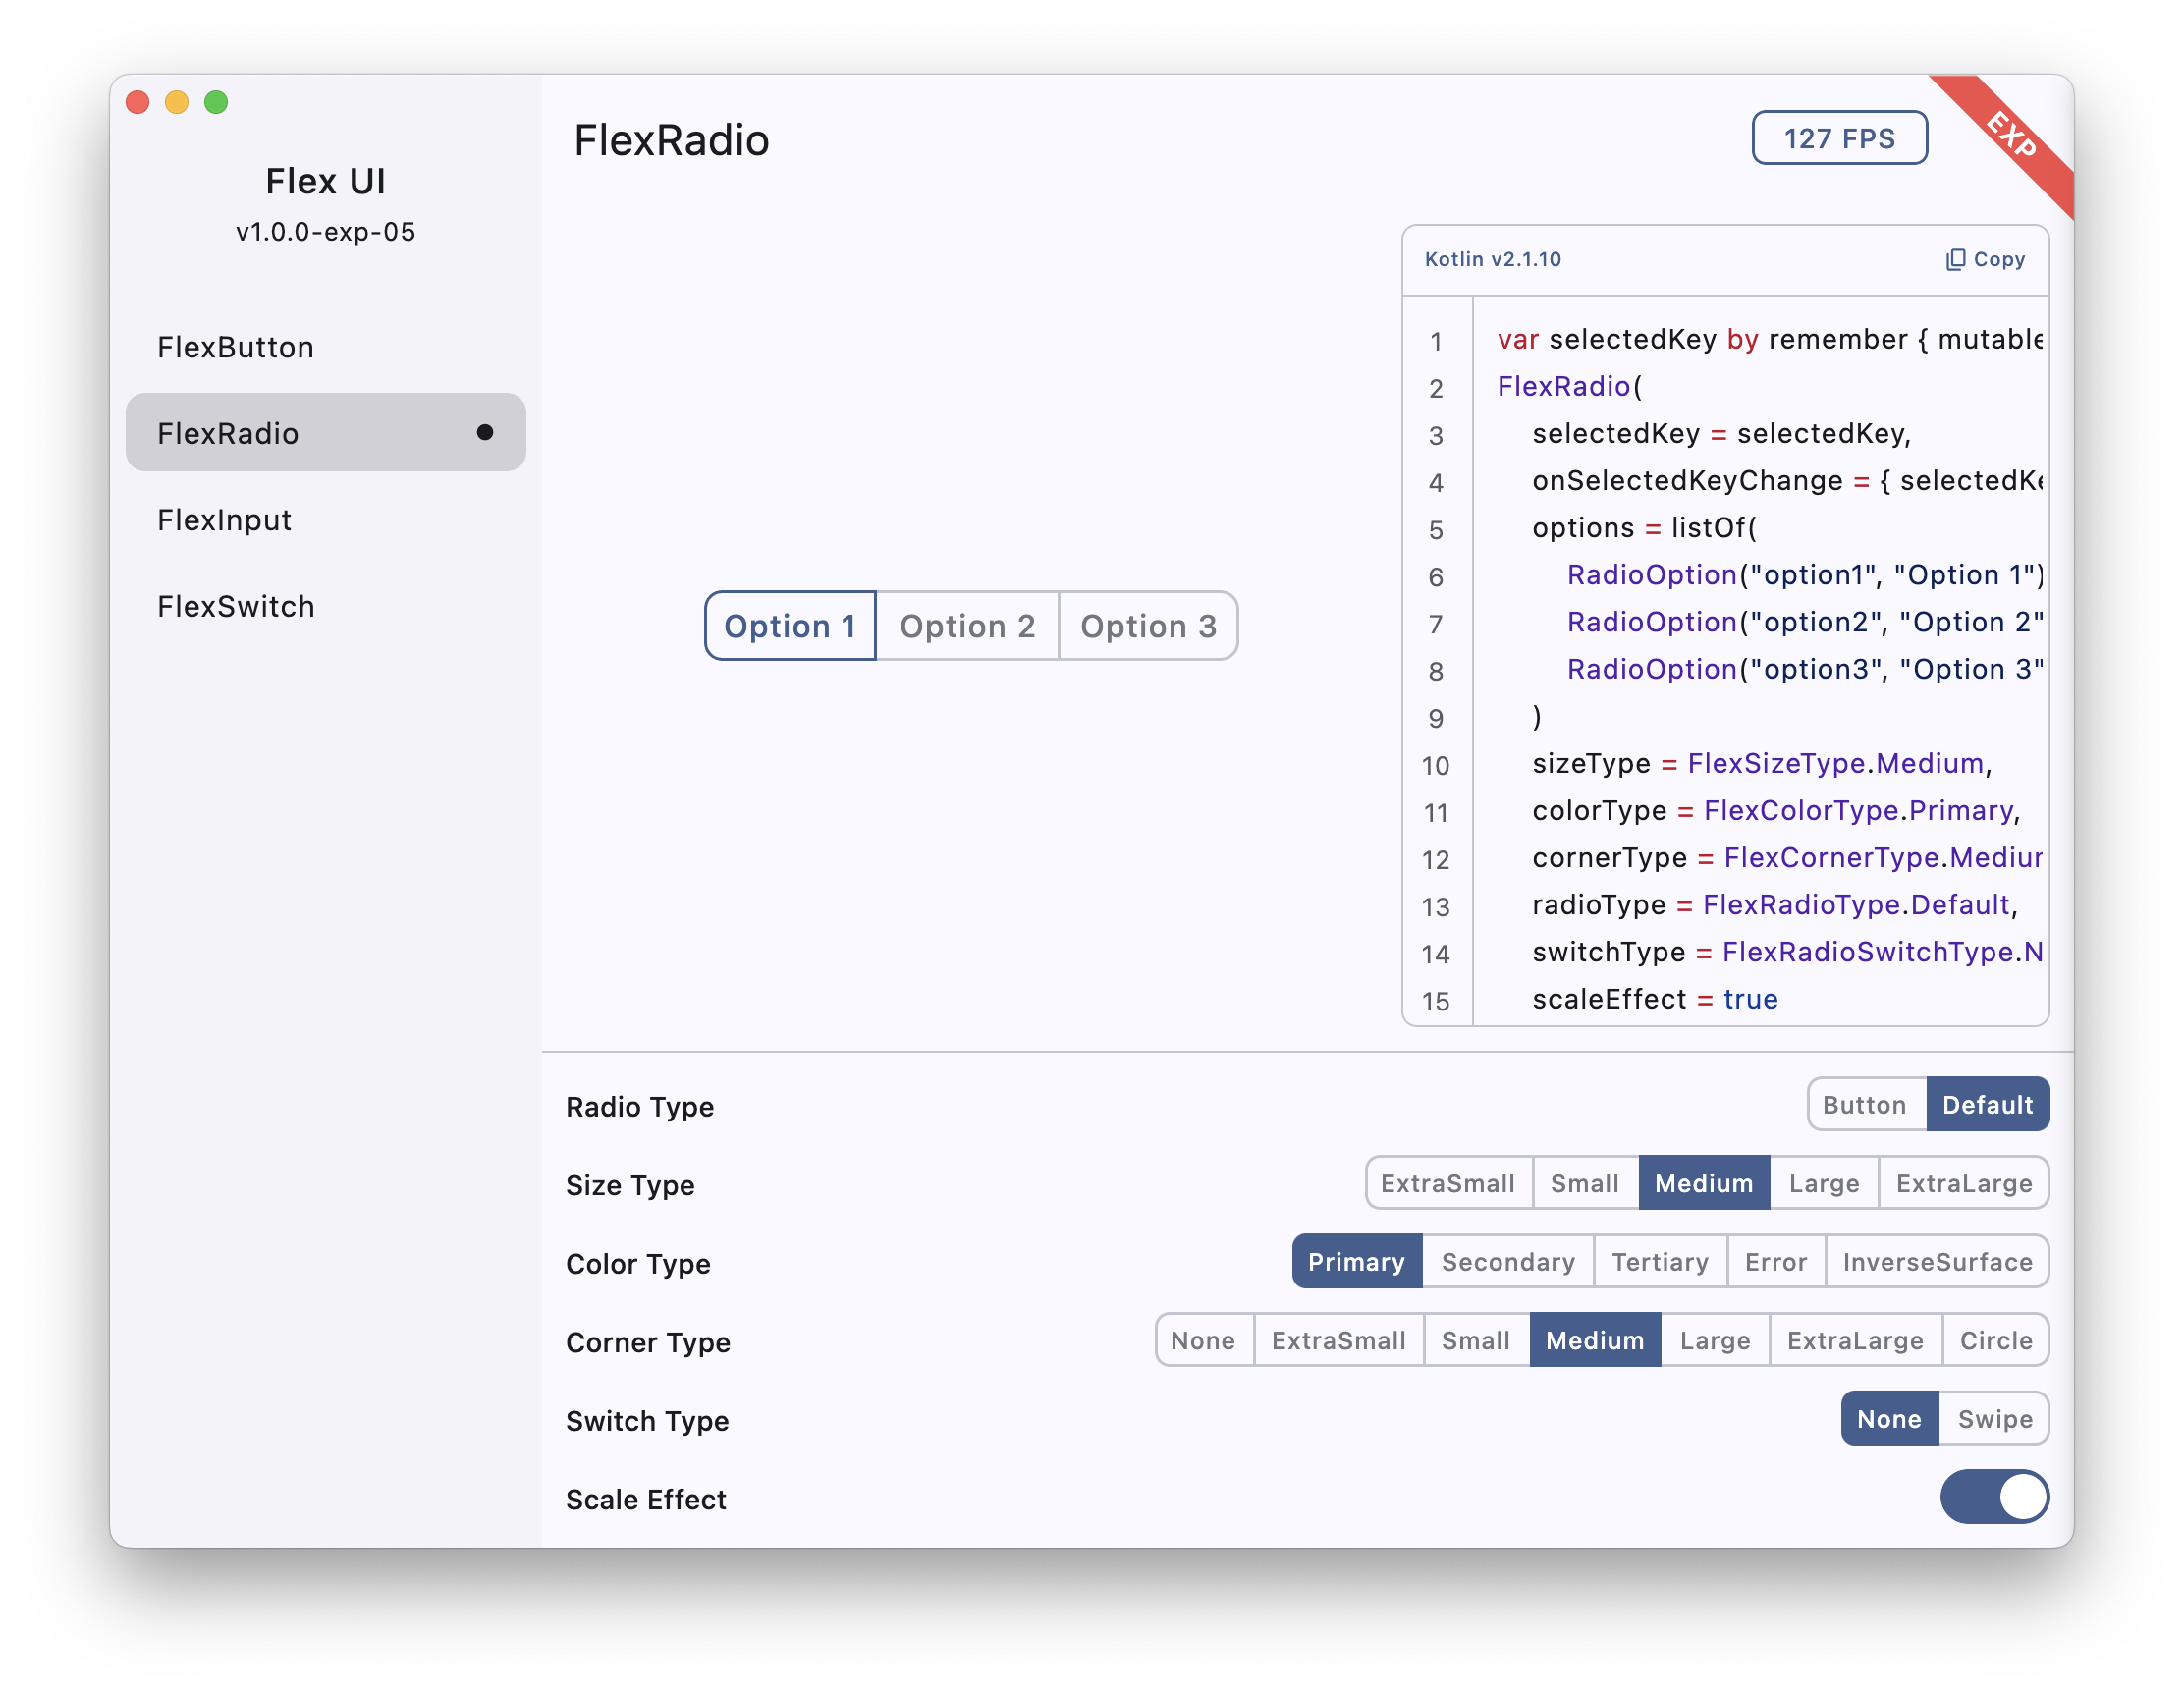 Flex UI
v1.0.0-exp-05
FlexButton
FlexRadio
FlexInput
FlexSwitch
FlexRadio
127 FPS
EXP
Kotlin v2.1.10
Copy
1 var selectedKey by remember { mutable
2 FlexRadio(
3 selectedKey = selectedKey,
4 onSelectedKeyChange = { selectedKe
5 options = listOf(
6 RadioOption("option1", "Option 1")
7 RadioOption("option2", "Option 2"
8 RadioOption("option3", "Option 3"
9 )
10 sizeType = FlexSizeType.Medium,
11 colorType = FlexColorType.Primary,
12 cornerType = FlexCornerType.Medium
13 radioType = FlexRadioType.Default,
14 switchType = FlexRadioSwitchType.N
15 scaleEffect = true
Option 1 Option 2 Option 3
Radio Type Button Default
Size Type ExtraSmall Small Medium Large ExtraLarge
Color Type Primary Secondary Tertiary Error InverseSurface
Corner Type None ExtraSmall Small Medium Large ExtraLarge Circle
Switch Type None Swipe
Scale Effect